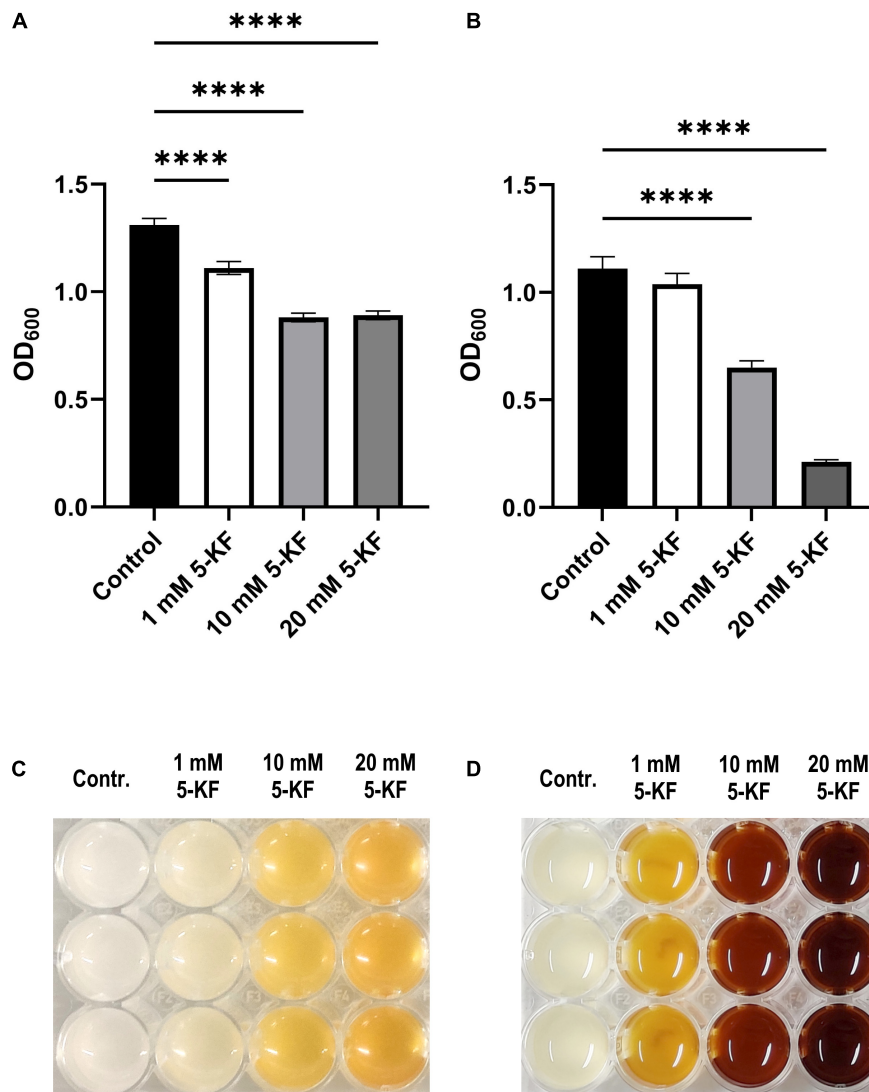 A
B
****
****
****
****
****
1.5
1.0
0.5
0.0
OD600
Control
1 mM 5-KF
10 mM 5-KF
20 mM 5-KF
1.5
1.0
0.5
0.0
OD600
Control
1 mM 5-KF
10 mM 5-KF
20 mM 5-KF
C
Contr.
1 mM
5-KF
10 mM
5-KF
20 mM
5-KF
D
Contr.
1 mM
5-KF
10 mM
5-KF
20 mM
5-KF